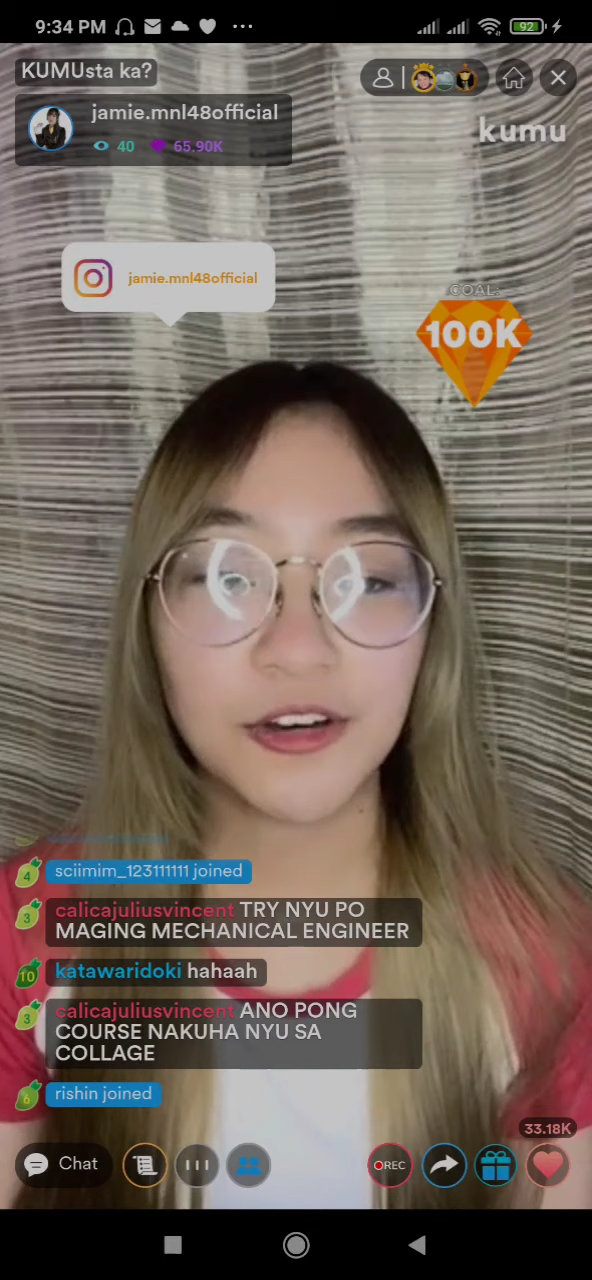 9:34 PM
92
KUMUsta ka?
jamie.mnl48official
40
65.90K
kumu
jamie.mnl48official
GOAL:
100K
sciimim_123111111 joined
4
calicajuliusvincent TRY NYU PO
MAGING MECHANICAL ENGINEER
3
katawaridoki hahaah
10
calicajuliusvincent ANO PONG
COURSE NAKUHA NYU SA
COLLAGE
3
rishin joined
6
33.18K
Chat
REC